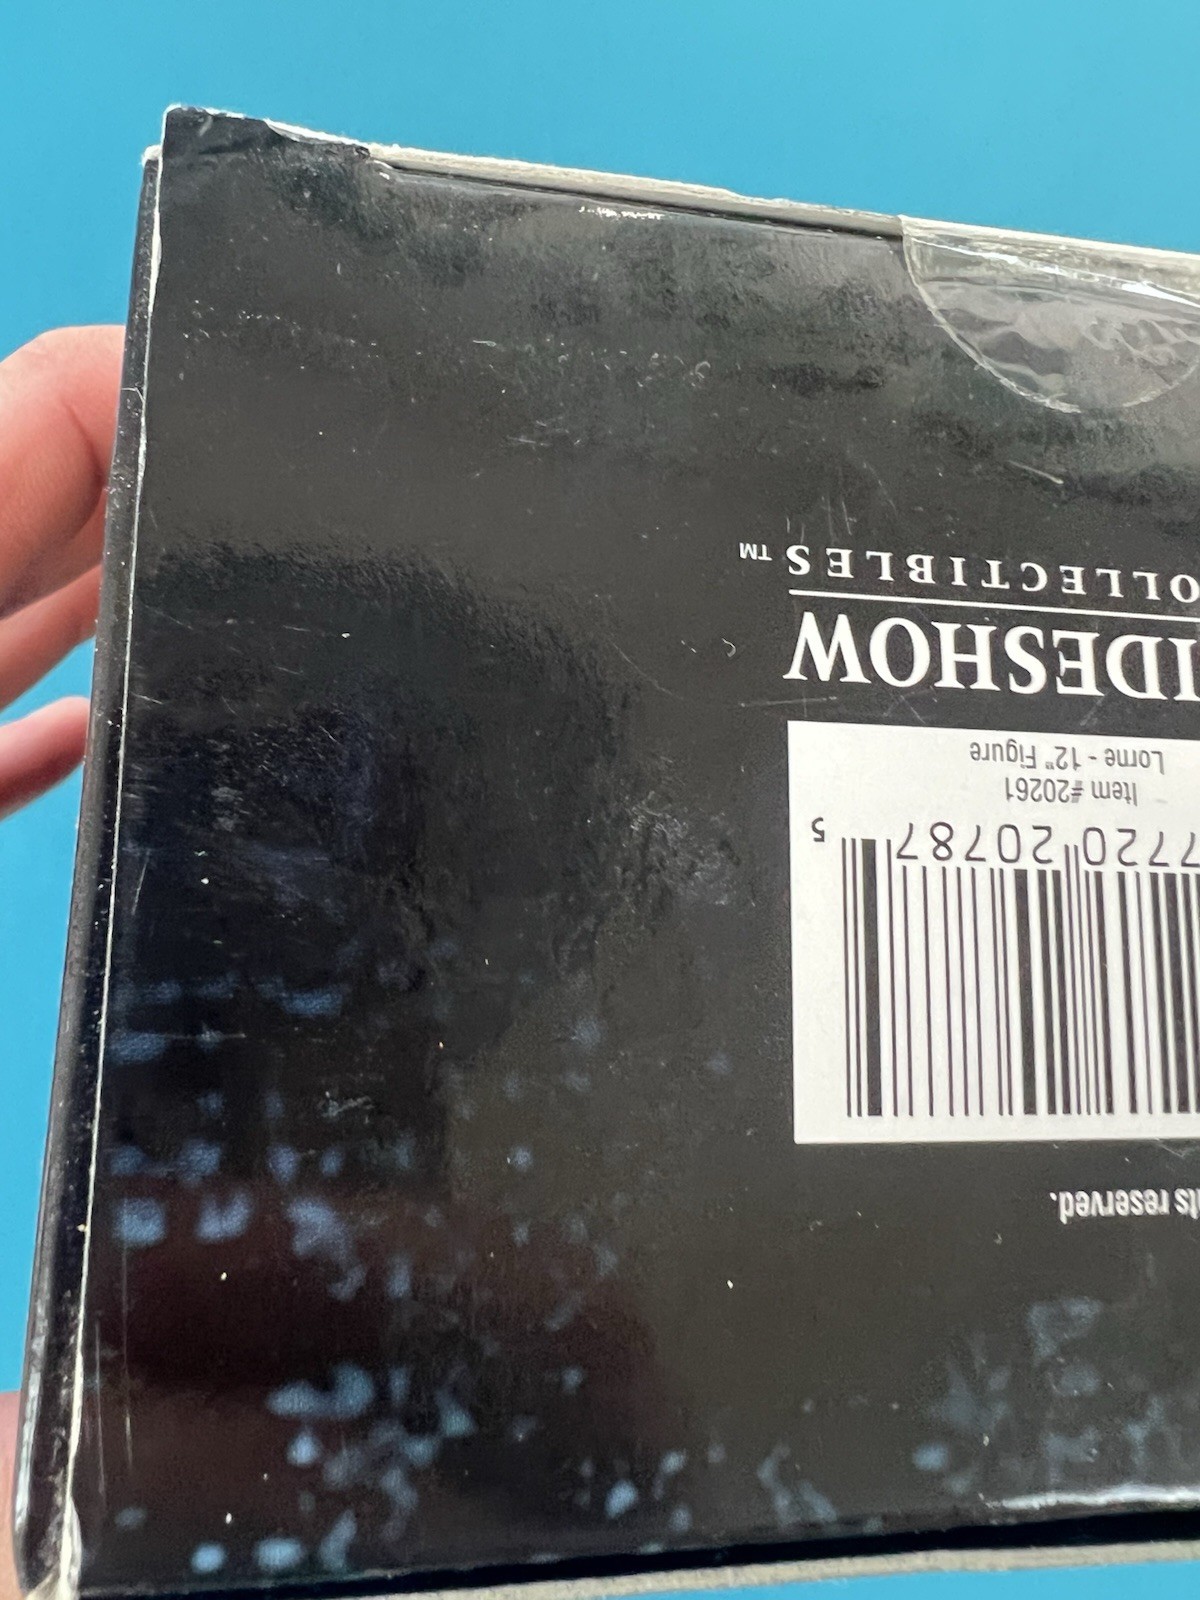 ts reserved.
7720 20787 5
Item #20261
Lorne - 12" Figure
IDESHOW
OLLECTIBLES™